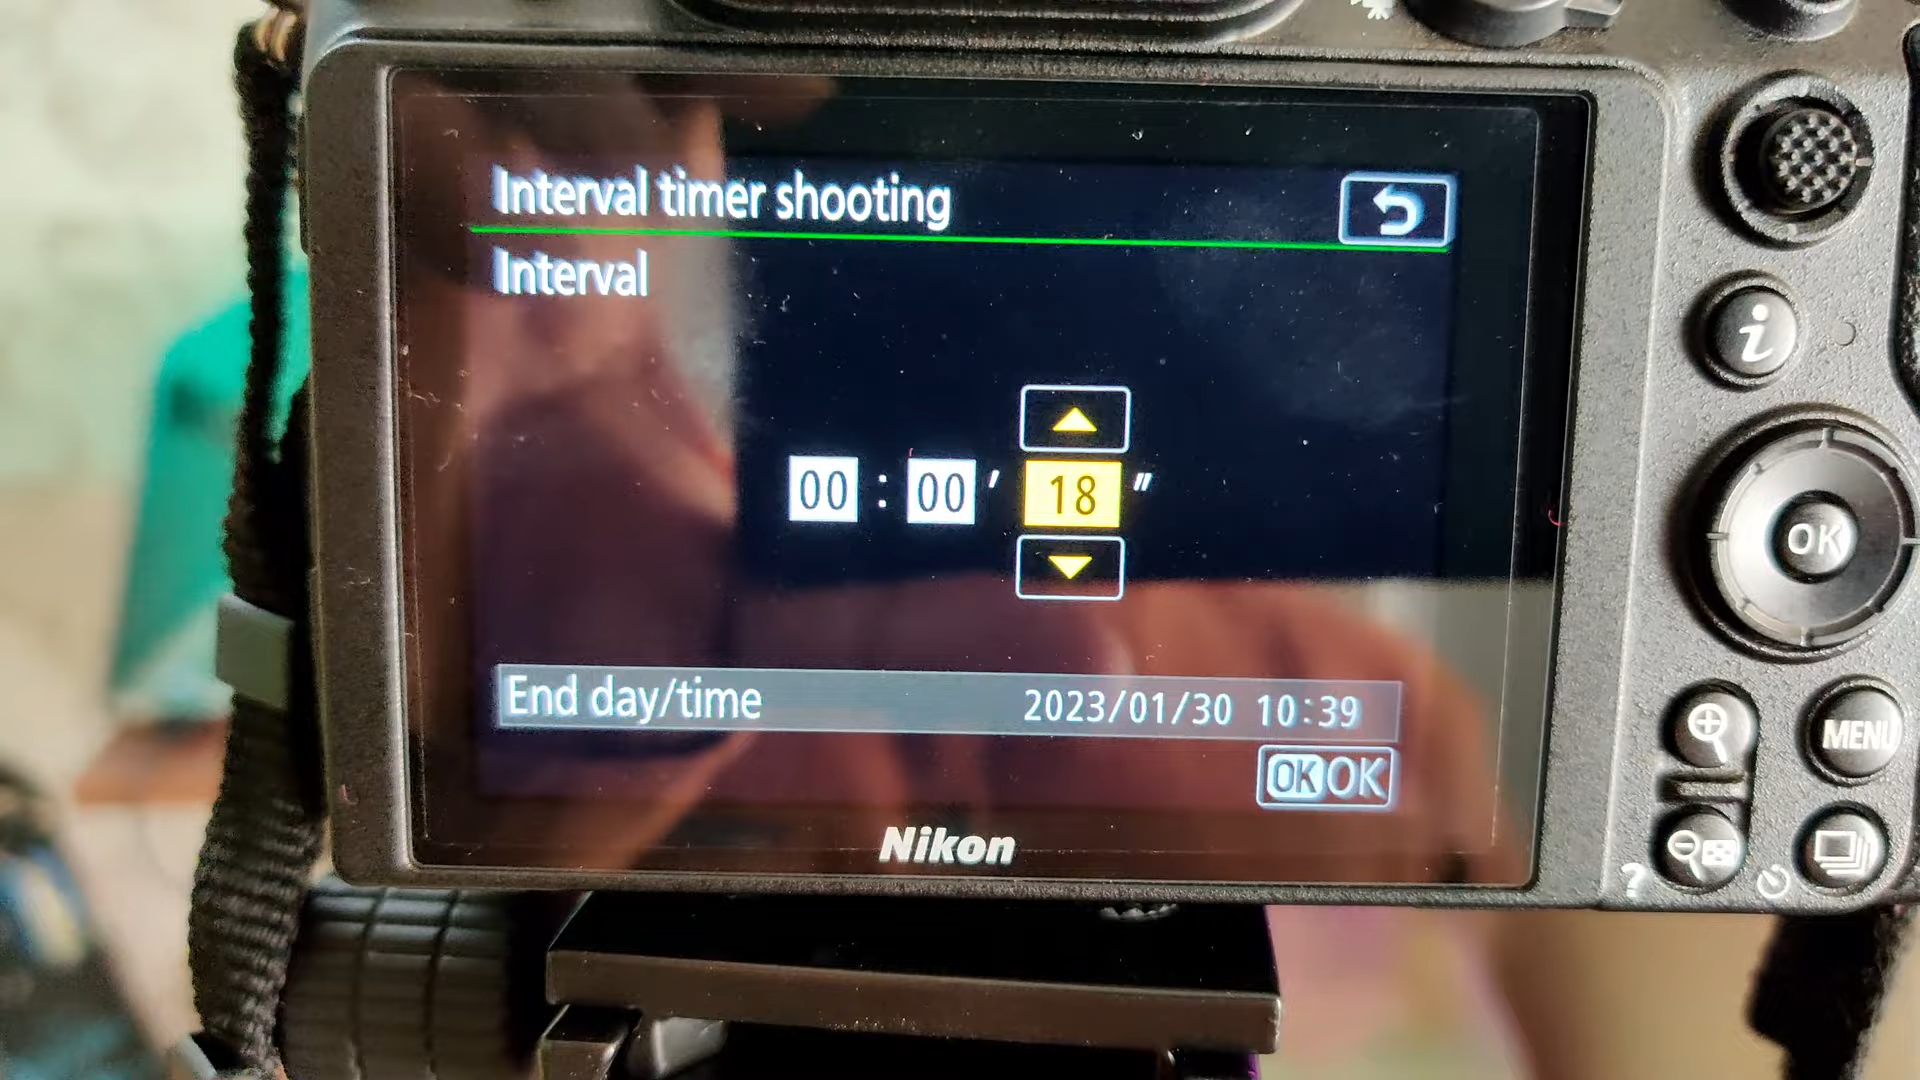 Interval timer shooting
Interval
00 : 00 ' 18 "
End day/time 2023/01/30 10:39
OK OK
Nikon
i
OK
MENU
?